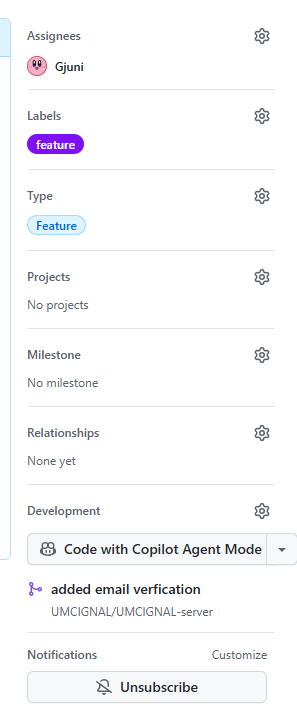 Assignees
Gjuni
Labels
feature
Type
Feature
Projects
No projects
Milestone
No milestone
Relationships
None yet
Development
Code with Copilot Agent Mode
added email verfication
UMCIGNAL/UMCIGNAL-server
Notifications Customize
Unsubscribe